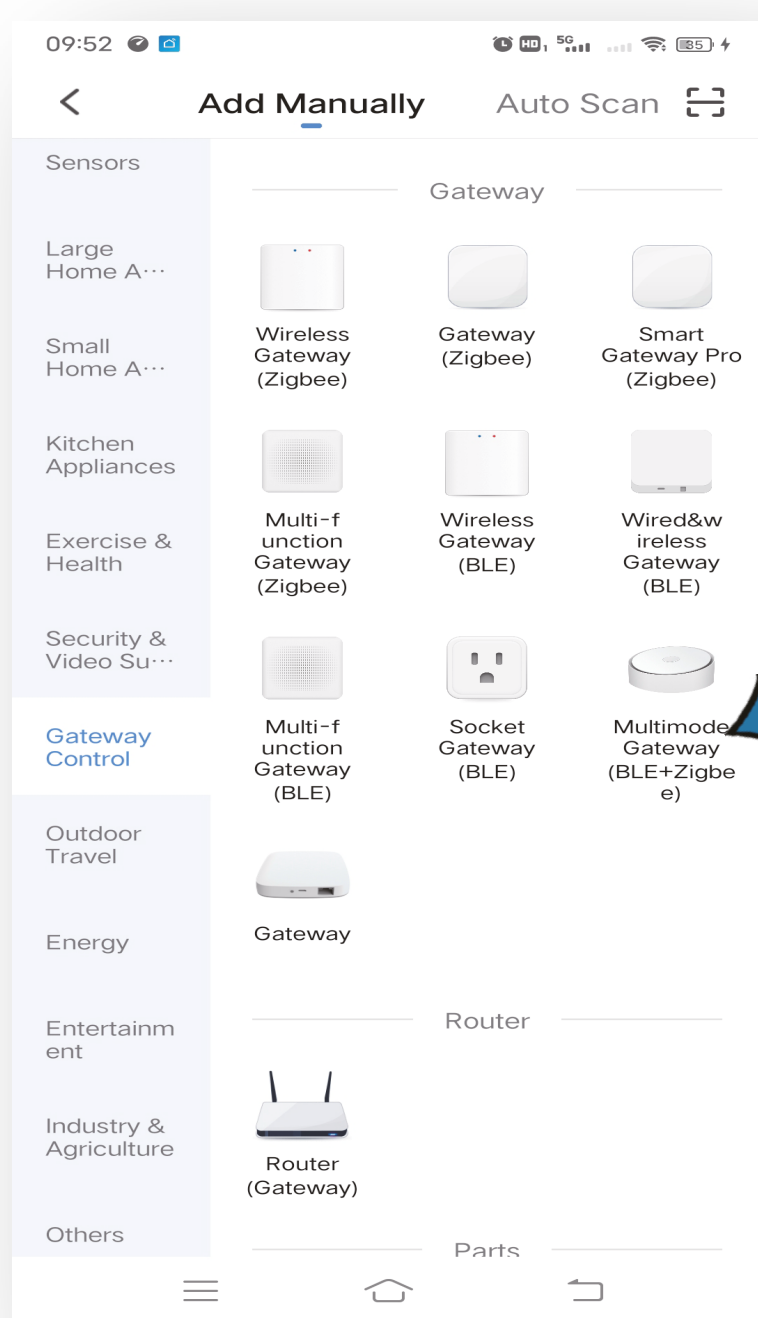 09:52
HD 1 5G 35
Add Manually Auto Scan
Sensors
Large
Home A···
Small
Home A···
Kitchen
Appliances
Exercise &
Health
Security &
Video Su···
Gateway
Control
Outdoor
Travel
Energy
Entertainm
ent
Industry &
Agriculture
Others
Gateway
Wireless
Gateway
(Zigbee)
Gateway
(Zigbee)
Smart
Gateway Pro
(Zigbee)
Multi-f
unction
Gateway
(Zigbee)
Wireless
Gateway
(BLE)
Wired&w
ireless
Gateway
(BLE)
Multi-f
unction
Gateway
(BLE)
Socket
Gateway
(BLE)
Multimode
Gateway
(BLE+Zigbe
e)
Gateway
Router
Router
(Gateway)
Parts